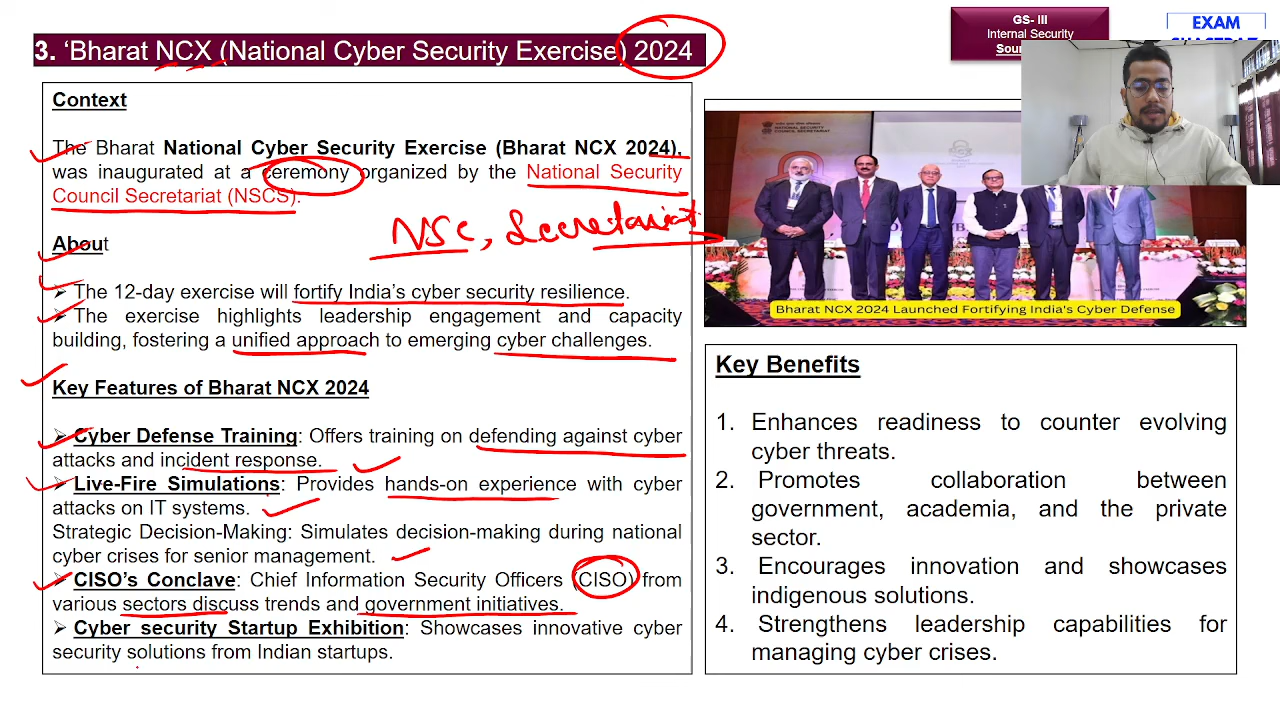 3. ‘Bharat NCX (National Cyber Security Exercise) 2024
GS- III
Internal Security
EXAM
Context
The Bharat National Cyber Security Exercise (Bharat NCX 2024),
was inaugurated at a ceremony organized by the National Security
Council Secretariat (NSCS).
NSC, Secretariat
About
➢ The 12-day exercise will fortify India's cyber security resilience.
➢ The exercise highlights leadership engagement and capacity
building, fostering a unified approach to emerging cyber challenges.
Key Features of Bharat NCX 2024
➢ Cyber Defense Training: Offers training on defending against cyber
attacks and incident response.
➢ Live-Fire Simulations: Provides hands-on experience with cyber
attacks on IT systems.
Strategic Decision-Making: Simulates decision-making during national
cyber crises for senior management.
➢ CISO's Conclave: Chief Information Security Officers (CISO) from
various sectors discuss trends and government initiatives.
➢ Cyber security Startup Exhibition: Showcases innovative cyber
security solutions from Indian startups.
NATIONAL SECURITY
COUNCIL SECRETARIAT
Bharat NCX 2024 Launched Fortifying India's Cyber Defense
Key Benefits
1. Enhances readiness to counter evolving
cyber threats.
2. Promotes collaboration between
government, academia, and the private
sector.
3. Encourages innovation and showcases
indigenous solutions.
4. Strengthens leadership capabilities for
managing cyber crises.